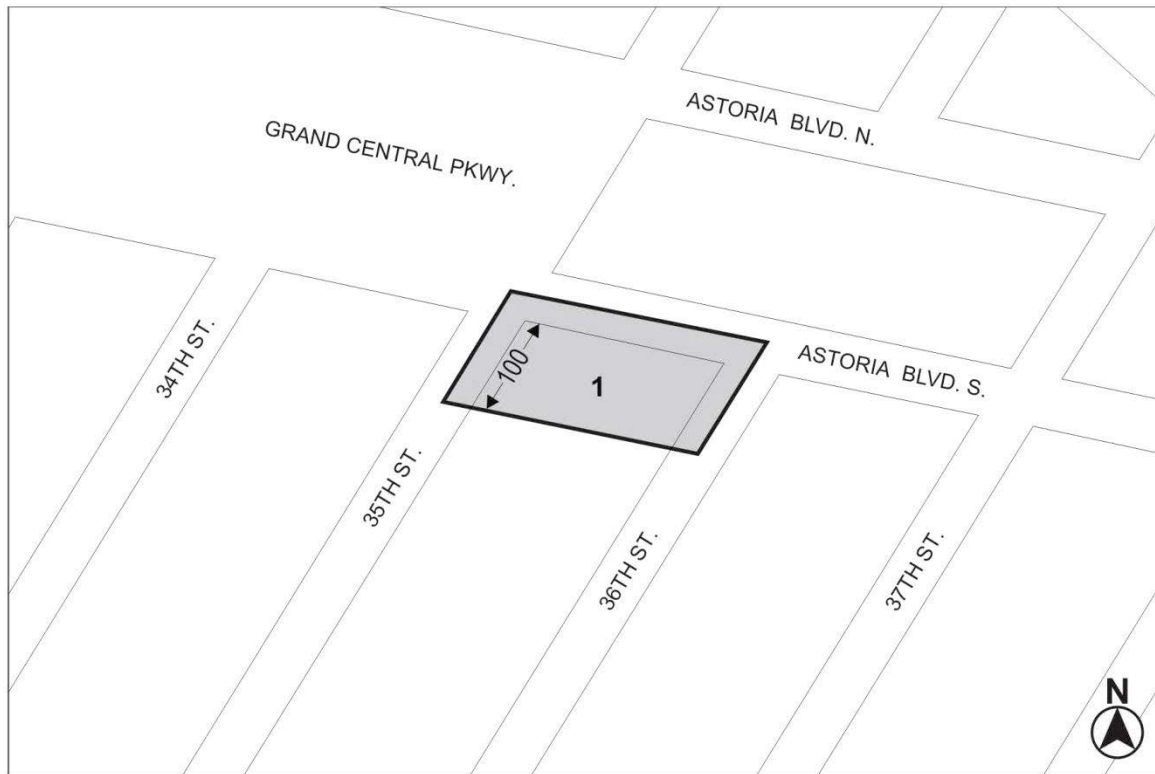 ASTORIA BLVD. N.
GRAND CENTRAL PKWY.
34TH ST.
100
1
ASTORIA BLVD. S.
35TH ST.
36TH ST.
37TH ST.
N